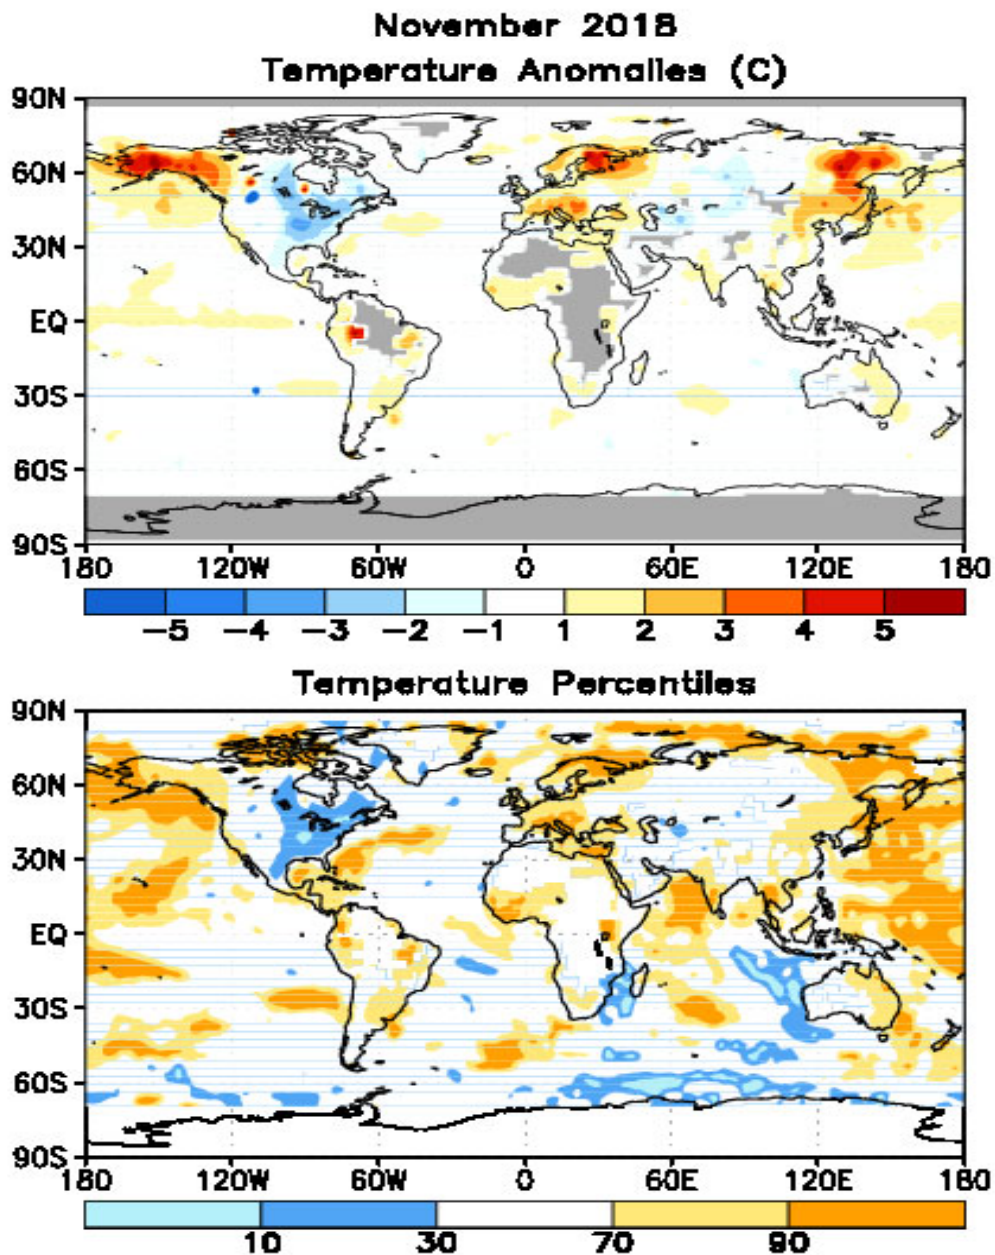 November 2018
Temperature Anomalies (C)
90N
60N
30N
EQ
30S
60S
90S
180 120W 60W 0 60E 120E 180
−5 −4 −3 −2 −1 1 2 3 4 5
Temperature Percentiles
90N
60N
30N
EQ
30S
60S
90S
180 120W 60W 0 60E 120E 180
10 30 70 90